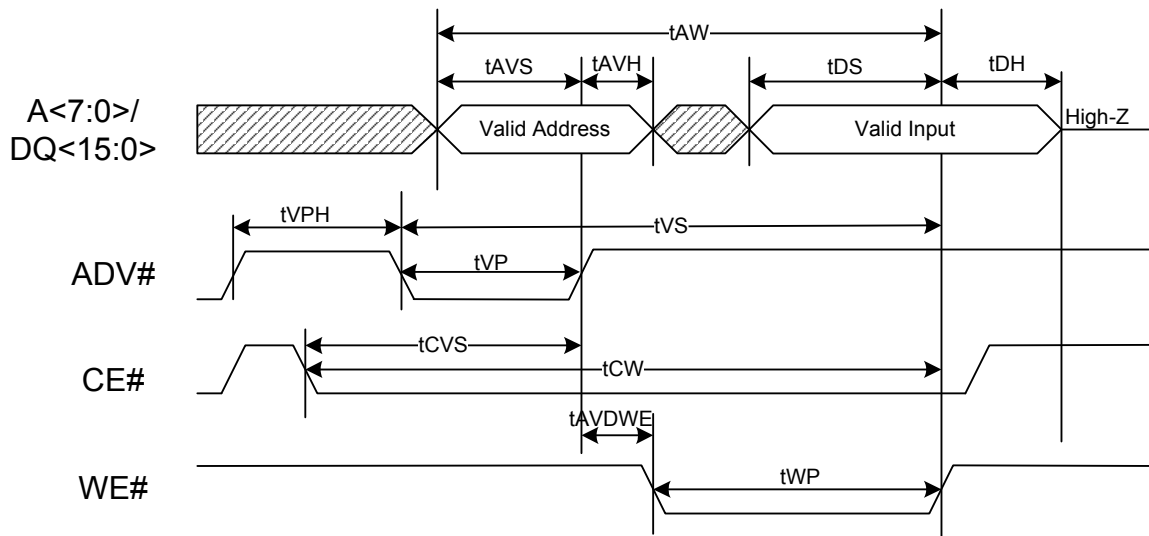 tAW
tAVS tAVH tDS tDH
A<7:0>/
DQ<15:0>
Valid Address Valid Input High-Z
tVPH tVS
ADV# tVP
tCVS
CE# tCW
tAVDWE
WE# tWP